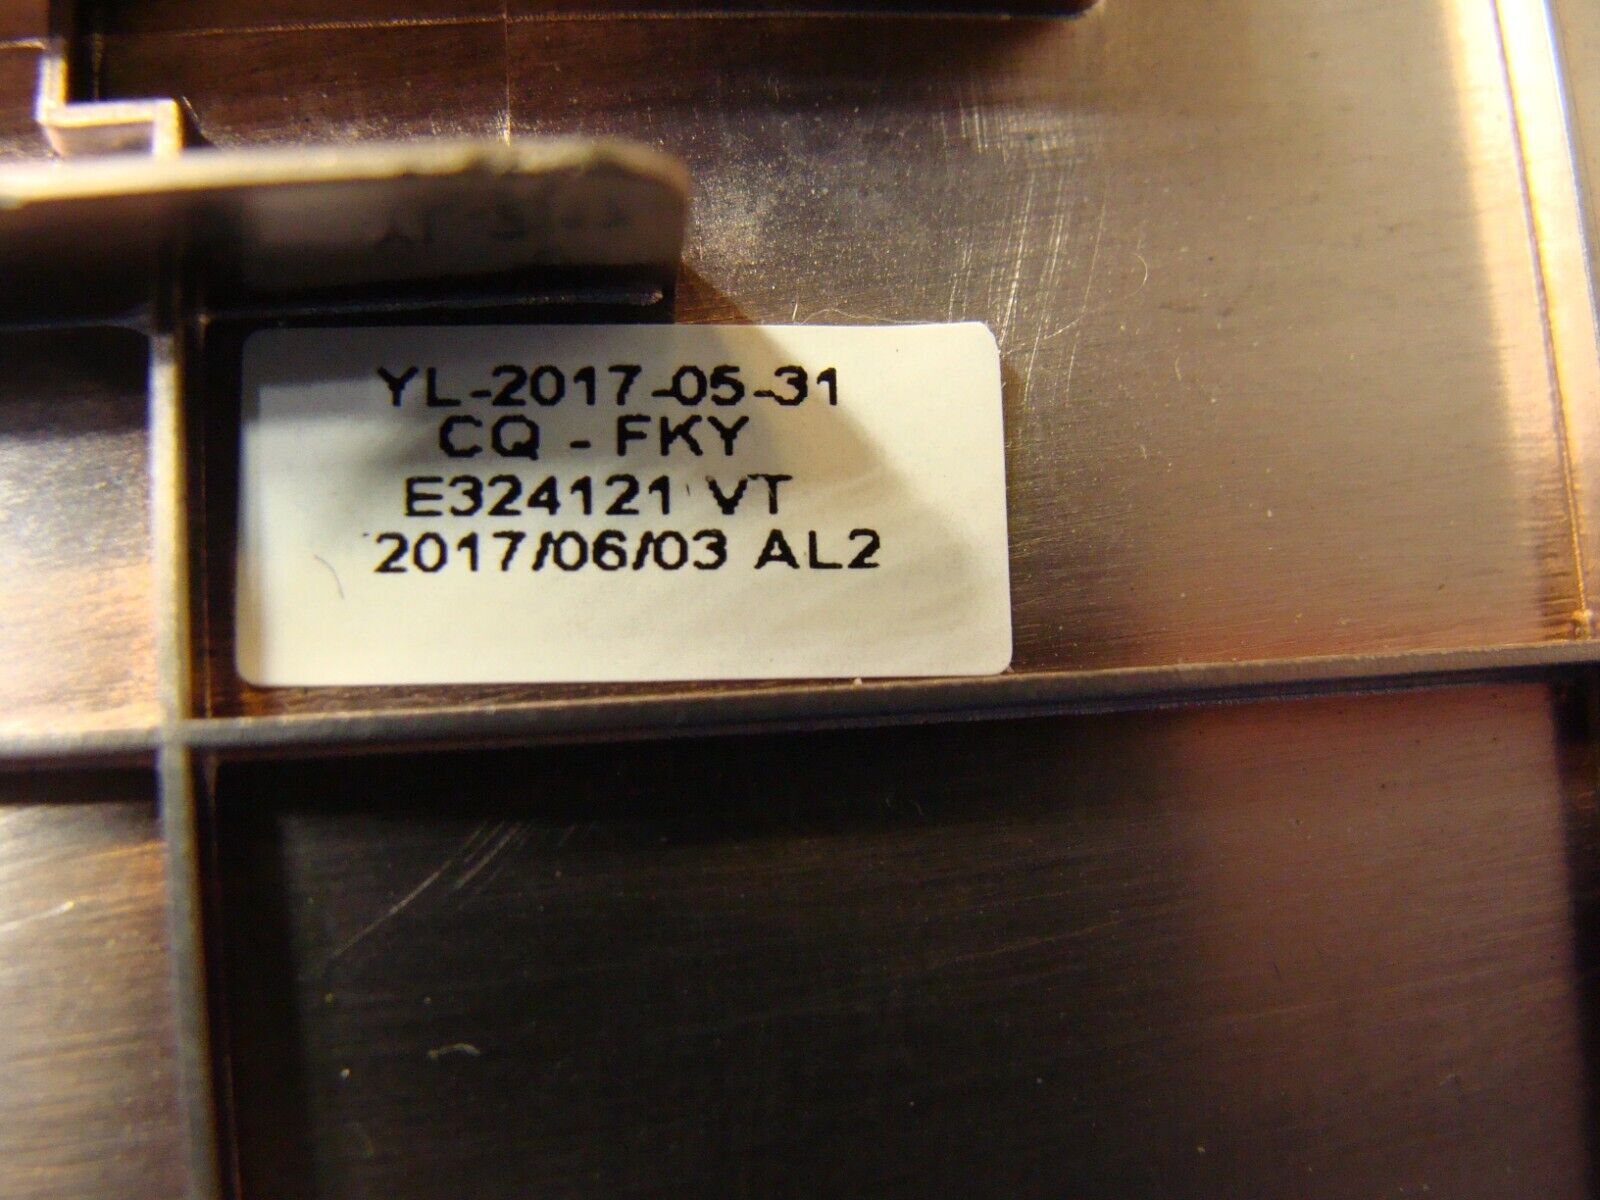 YL-2017-05-31
CQ - FKY
E324121 VT
2017/06/03 AL2